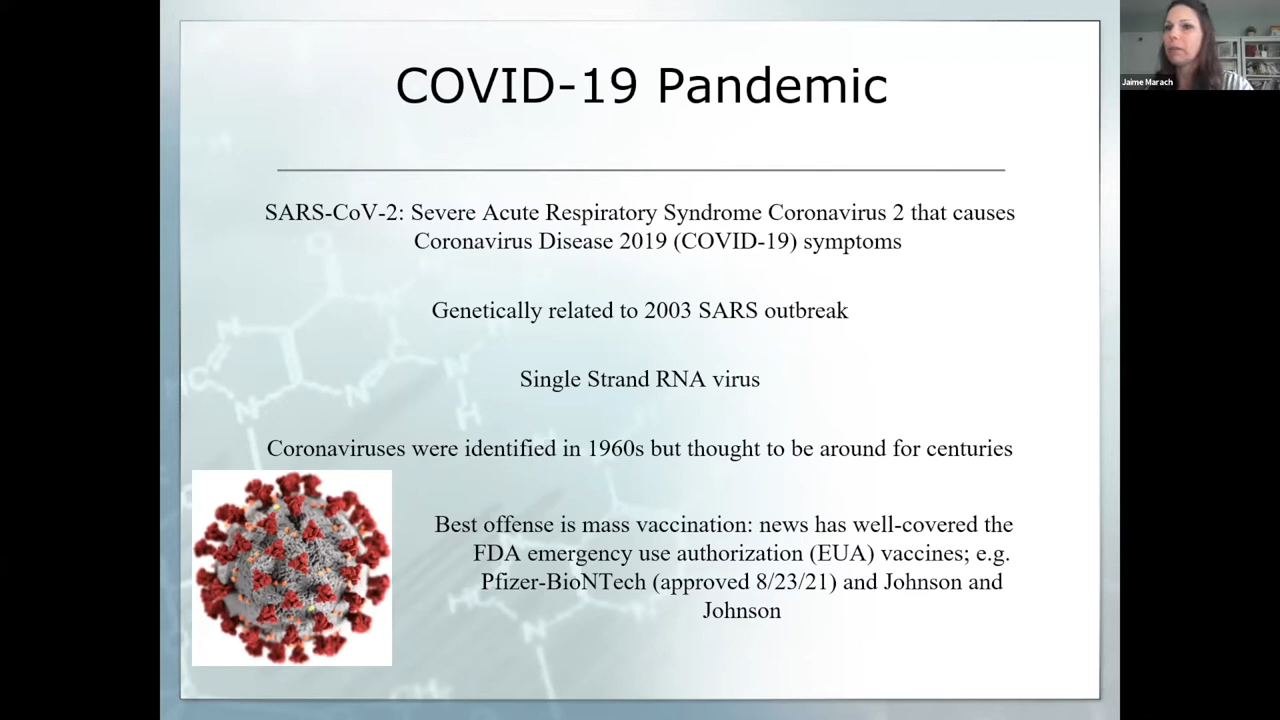 COVID-19 Pandemic
Jaime Marach
SARS-CoV-2: Severe Acute Respiratory Syndrome Coronavirus 2 that causes
Coronavirus Disease 2019 (COVID-19) symptoms
Genetically related to 2003 SARS outbreak
Single Strand RNA virus
Coronaviruses were identified in 1960s but thought to be around for centuries
Best offense is mass vaccination: news has well-covered the
FDA emergency use authorization (EUA) vaccines; e.g.
Pfizer-BioNTech (approved 8/23/21) and Johnson and
Johnson